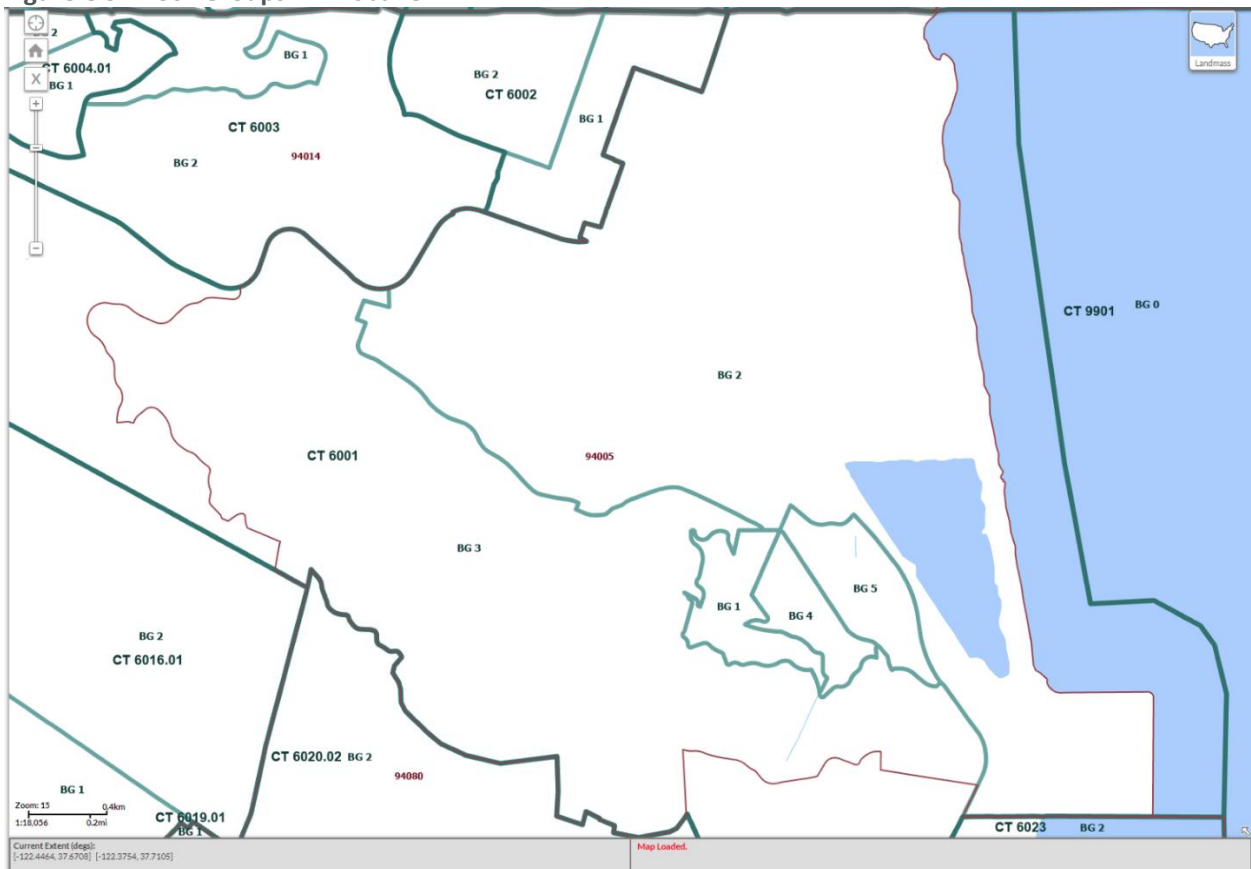 BG 2
CT 6004.01
BG 1
BG 1
BG 2
CT 6002
BG 1
CT 6003
BG 2
94014
Landmass
X
+
−
CT 9901
BG 0
BG 2
CT 6001
94005
BG 3
BG 5
BG 1
BG 4
BG 2
CT 6016.01
CT 6020.02
BG 2
94080
BG 1
Zoom: 15
0.4km
1:18,056
0.2mi
CT 6019.01
BG 1
CT 6023
BG 2
Current Extent (degs):
[-122.4464, 37.6708] [-122.3754, 37.7105]
Map Loaded.